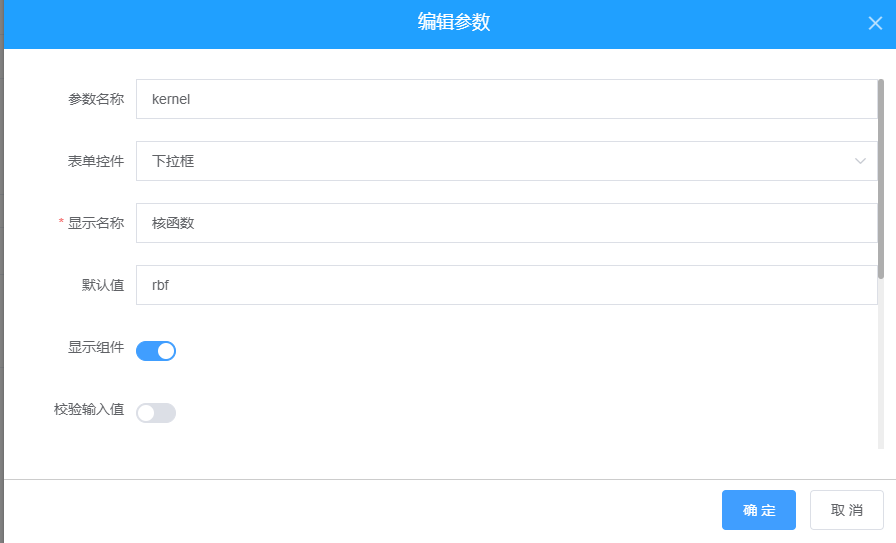 编辑参数
参数名称 kernel
表单控件 下拉框
* 显示名称 核函数
默认值 rbf
显示组件
校验输入值
确定 取消